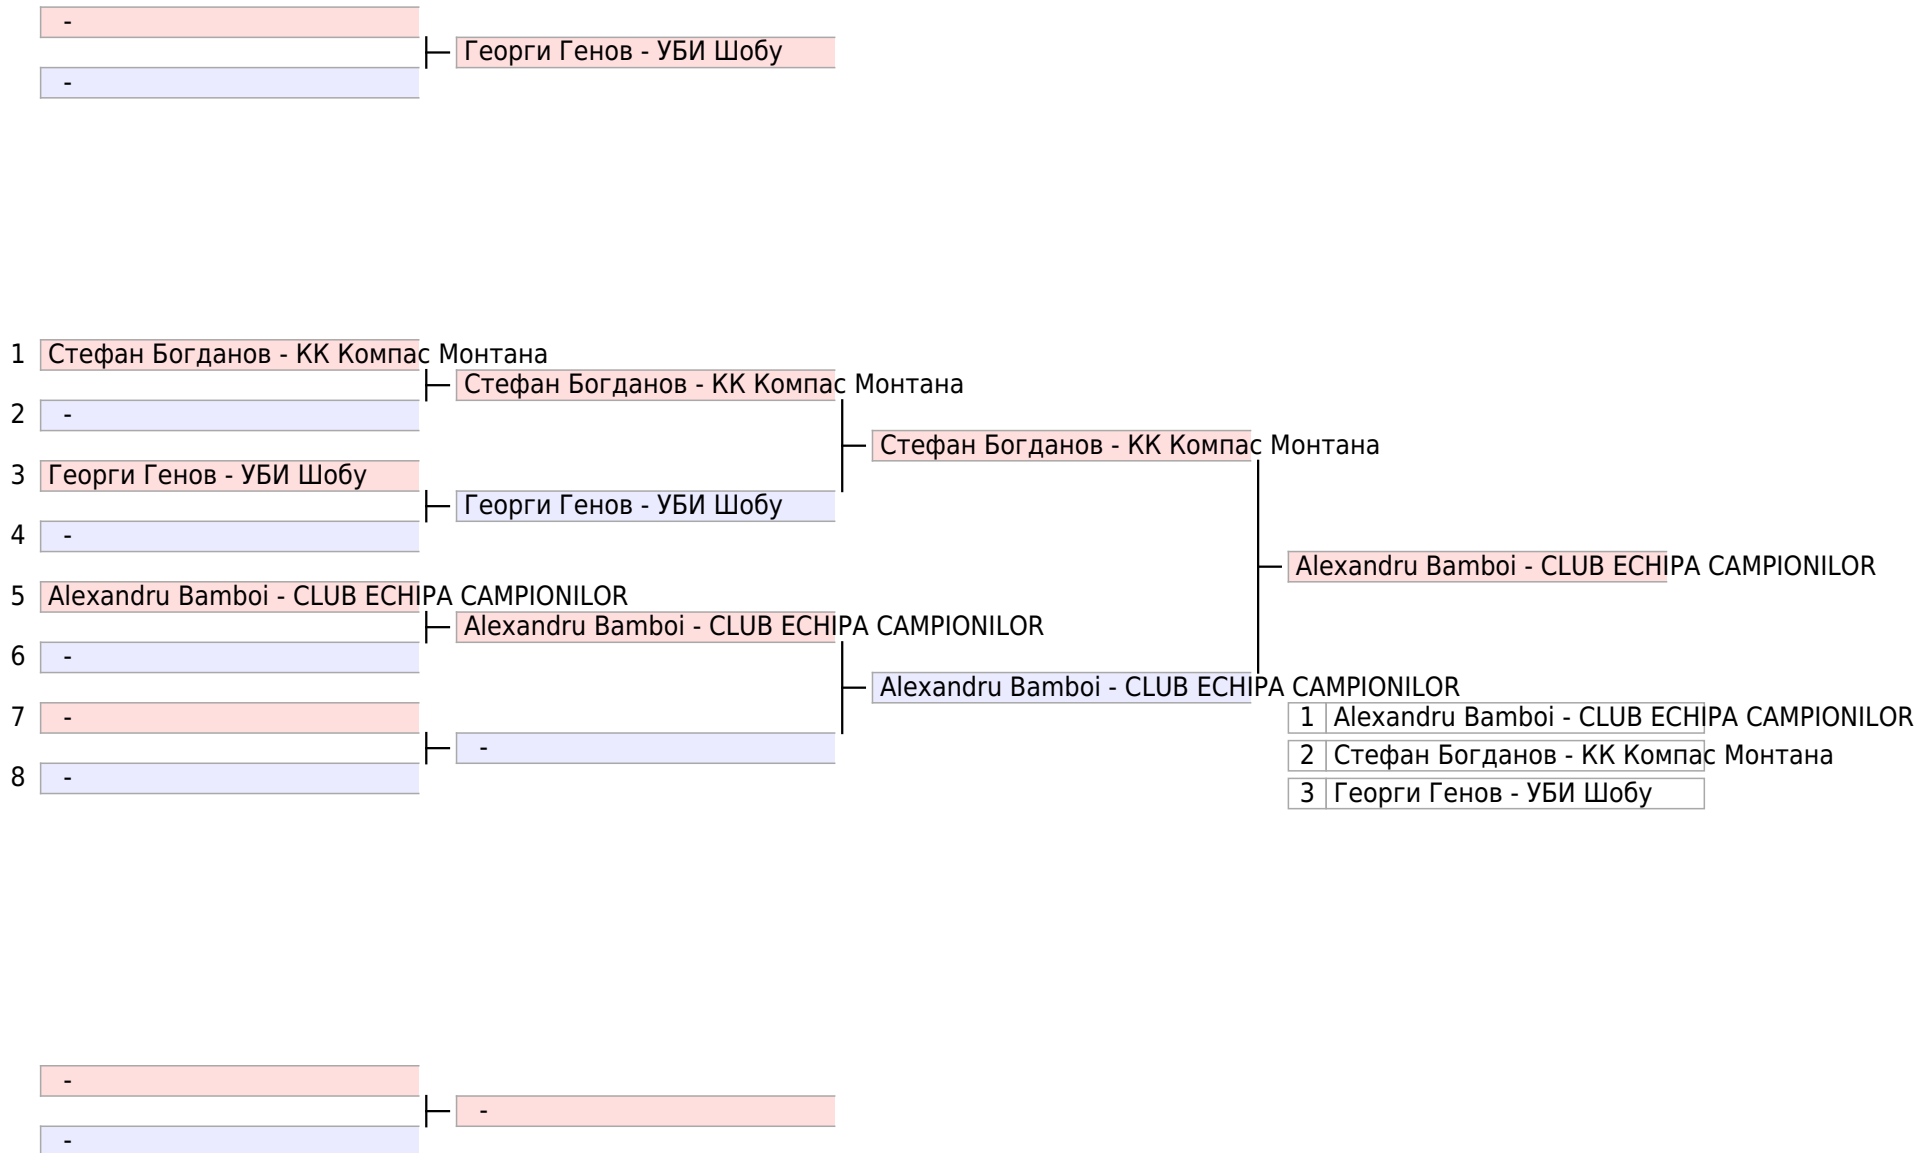 -
Георги Генов - УБИ Шобу
-
1 Стефан Богданов - КК Компас Монтана
Стефан Богданов - КК Компас Монтана
2 -
Стефан Богданов - КК Компас Монтана
3 Георги Генов - УБИ Шобу
Георги Генов - УБИ Шобу
4 -
Alexandru Bamboi - CLUB ECHIPA CAMPIONILOR
5 Alexandru Bamboi - CLUB ECHIPA CAMPIONILOR
Alexandru Bamboi - CLUB ECHIPA CAMPIONILOR
6 -
Alexandru Bamboi - CLUB ECHIPA CAMPIONILOR
7 -
1 Alexandru Bamboi - CLUB ECHIPA CAMPIONILOR
-
2 Стефан Богданов - КК Компас Монтана
8 -
3 Георги Генов - УБИ Шобу
-
-
-